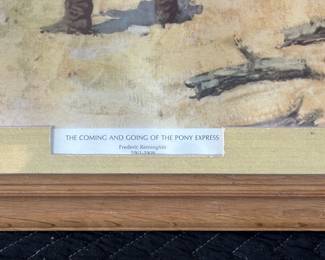 THE COMING AND GOING OF THE PONY EXPRESS
Frederic Remington